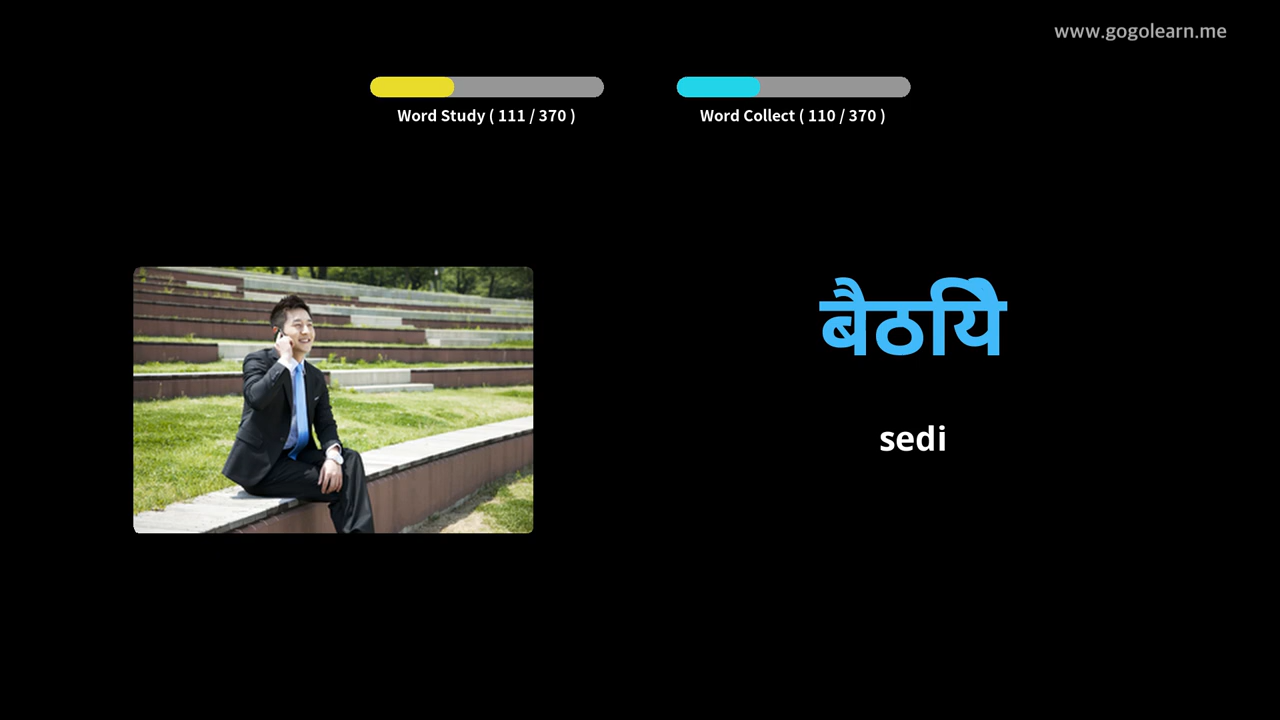 www.gogolearn.me
Word Study ( 111 / 370 )
Word Collect ( 110 / 370 )
बैठयिे
sedi